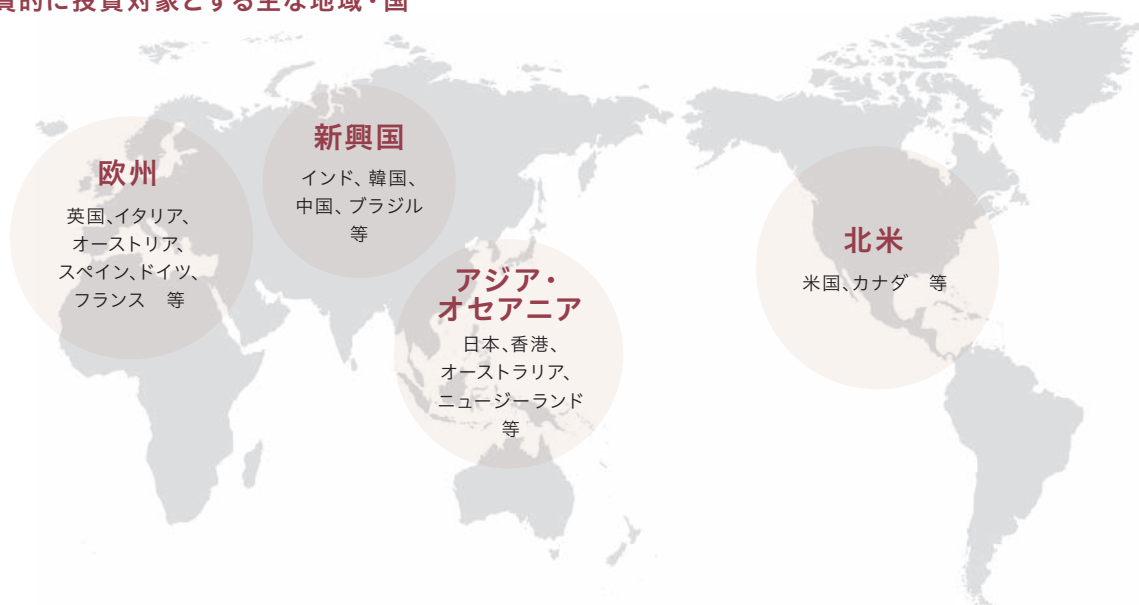 質的に投資対象とする主な地域・国
欧州
英国、イタリア、
オーストリア、
スペイン、ドイツ、
フランス　等
新興国
インド、韓国、
中国、ブラジル
等
アジア・
オセアニア
日本、香港、
オーストラリア、
ニュージーランド
等
北米
米国、カナダ　等